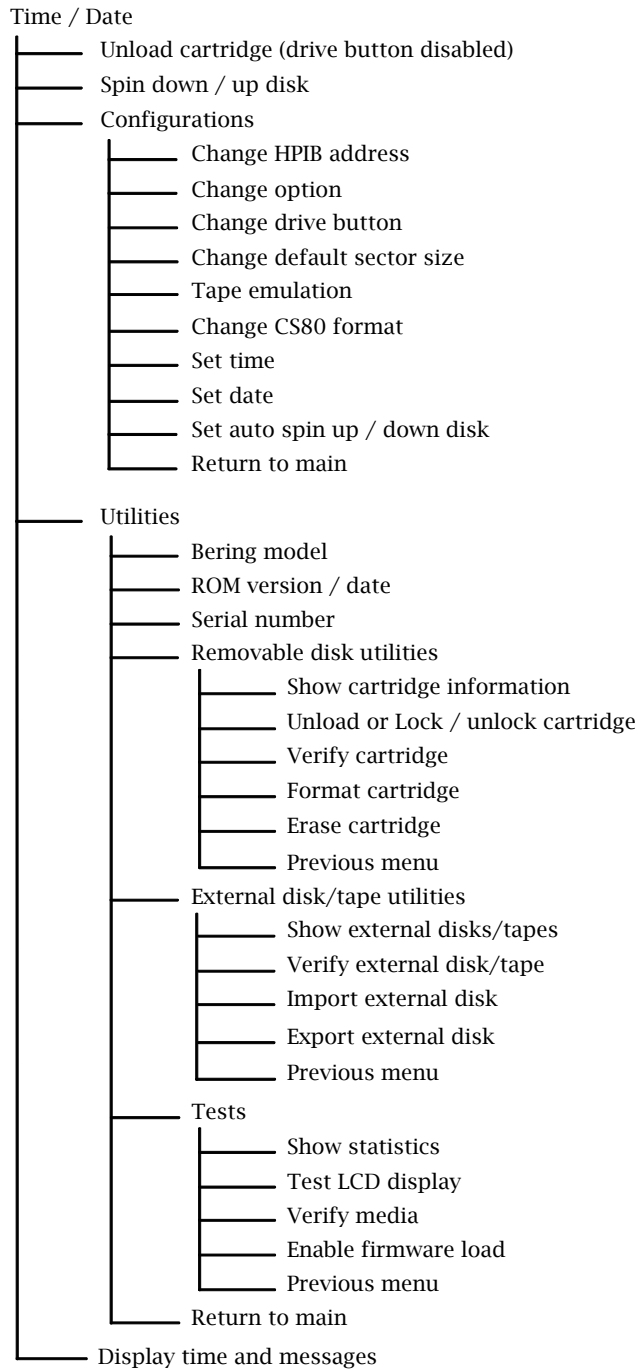 Time / Date
Unload cartridge (drive button disabled)
Spin down / up disk
Configurations
Change HPIB address
Change option
Change drive button
Change default sector size
Tape emulation
Change CS80 format
Set time
Set date
Set auto spin up / down disk
Return to main
Utilities
Bering model
ROM version / date
Serial number
Removable disk utilities
Show cartridge information
Unload or Lock / unlock cartridge
Verify cartridge
Format cartridge
Erase cartridge
Previous menu
External disk/tape utilities
Show external disks/tapes
Verify external disk/tape
Import external disk
Export external disk
Previous menu
Tests
Show statistics
Test LCD display
Verify media
Enable firmware load
Previous menu
Return to main
Display time and messages